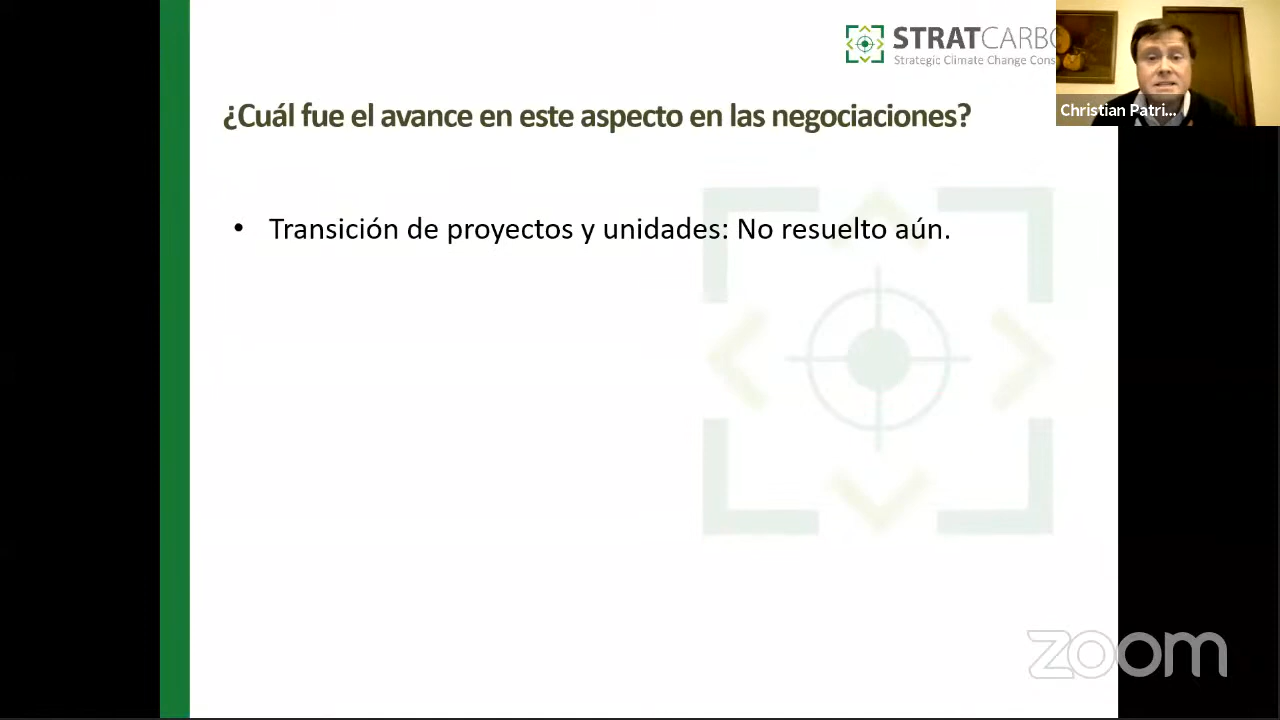 STRATCARBO
Strategic Climate Change Cons
Christian Patri...
¿Cuál fue el avance en este aspecto en las negociaciones?
• Transición de proyectos y unidades: No resuelto aún.
zoom